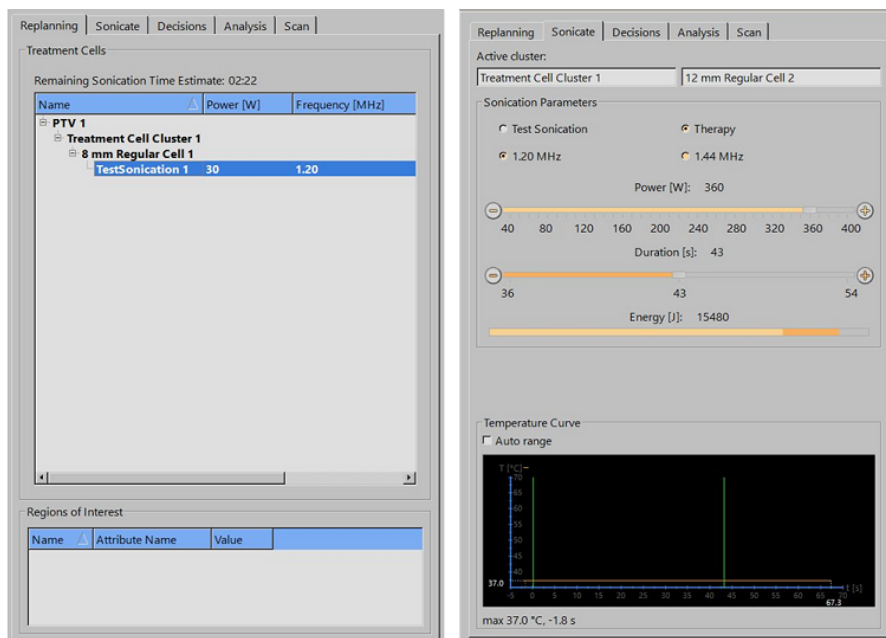 Replanning Sonicate Decisions Analysis Scan
Treatment Cells
Remaining Sonication Time Estimate: 02:22
Name Power [W] Frequency [MHz]
PTV 1
Treatment Cell Cluster 1
8 mm Regular Cell 1
TestSonication 1 30 1.20
Regions of Interest
Name Attribute Name Value
Replanning Sonicate Decisions Analysis Scan
Active cluster:
Treatment Cell Cluster 1 12 mm Regular Cell 2
Sonication Parameters
Test Sonication Therapy
1.20 MHz 1.44 MHz
Power [W]: 360
40 80 120 160 200 240 280 320 360 400
Duration [s]: 43
36 43 54
Energy [J]: 15480
Temperature Curve
Auto range
T [°C]
70
65
60
55
50
45
40
37.0
-5 0 5 10 15 20 25 30 35 40 45 50 55 60 65 70 t [s]
67.3
max 37.0 °C, -1.8 s